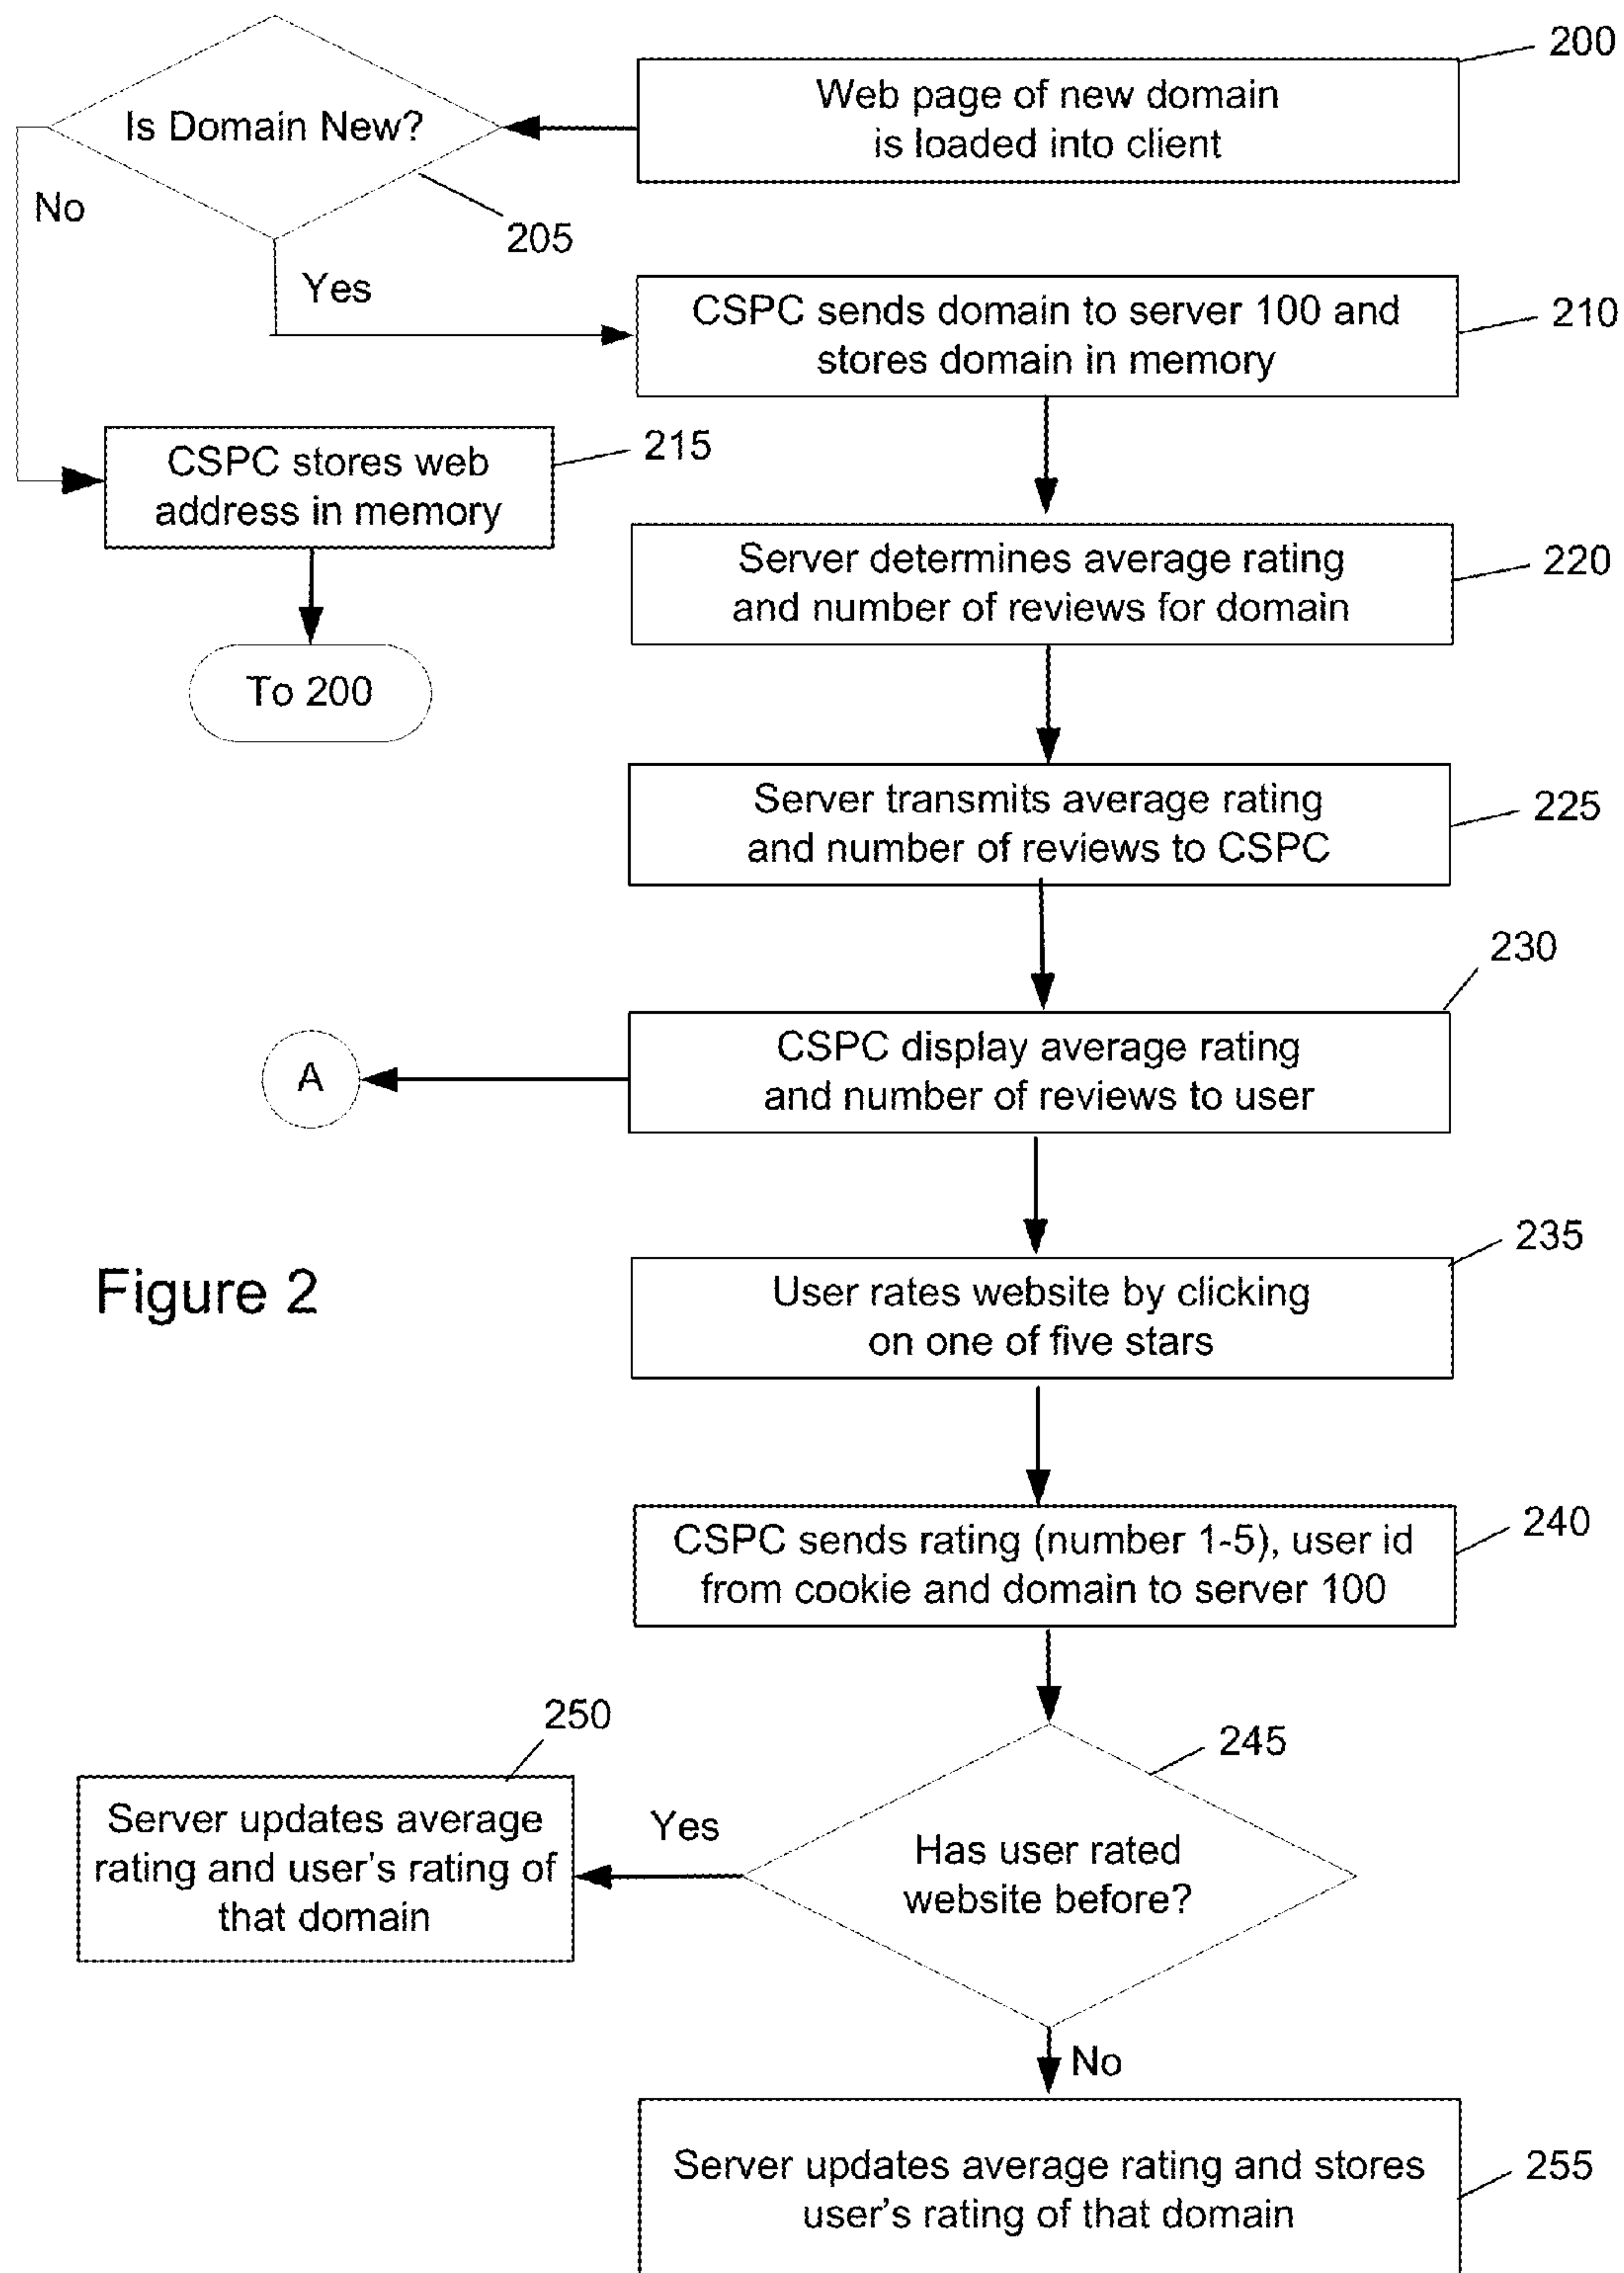 200
Web page of new domain
is loaded into client
Is Domain New?
205
No
Yes
CSPC sends domain to server 100 and
stores domain in memory
210
CSPC stores web
address in memory
215
To 200
Server determines average rating
and number of reviews for domain
220
Server transmits average rating
and number of reviews to CSPC
225
230
CSPC display average rating
and number of reviews to user
A
235
User rates website by clicking
on one of five stars
Figure 2
CSPC sends rating (number 1-5), user id
from cookie and domain to server 100
240
245
Has user rated
website before?
Yes
250
Server updates average
rating and user's rating of
that domain
No
Server updates average rating and stores
user's rating of that domain
255